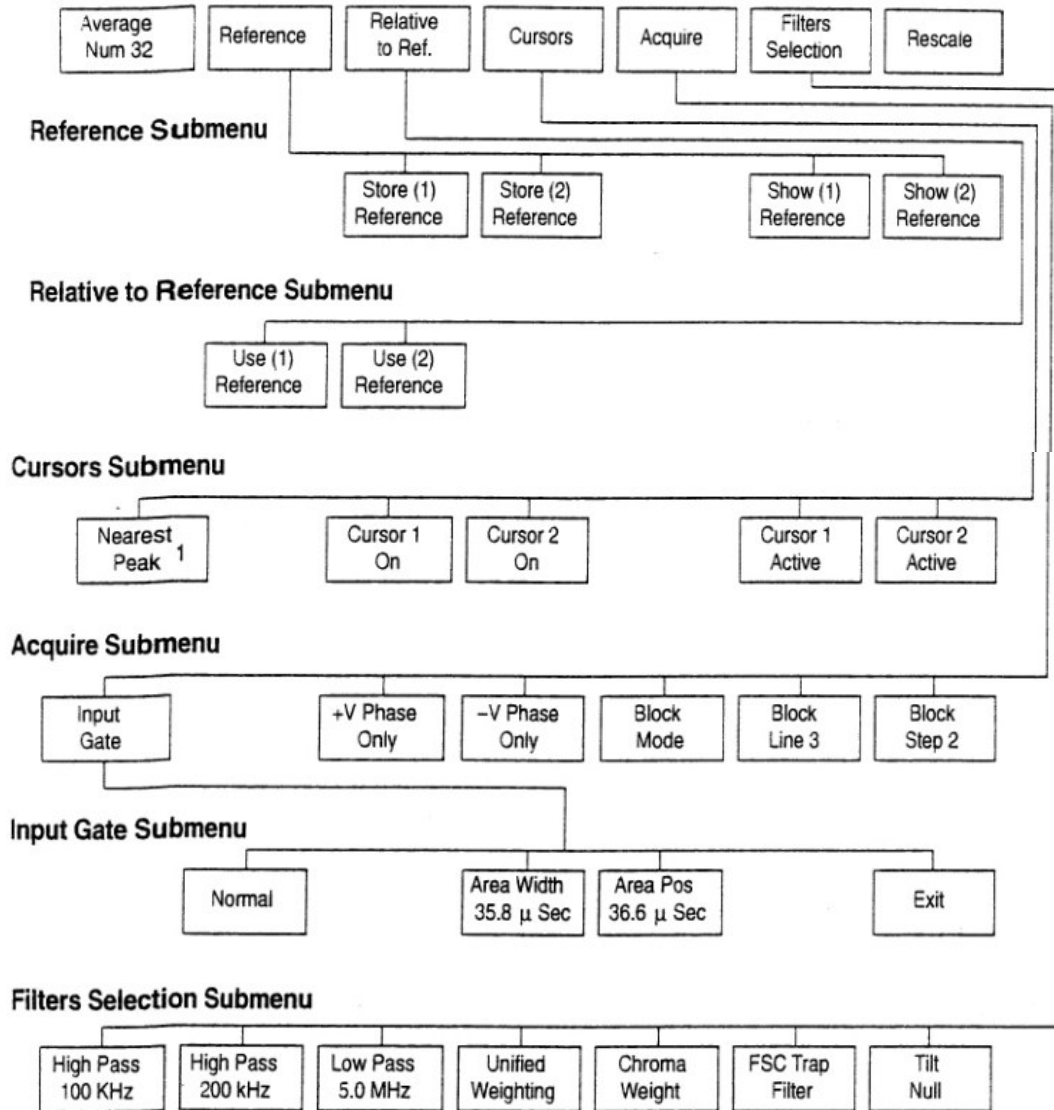 Average
Num 32
Reference
Relative
to Ref.
Cursors
Acquire
Filters
Selection
Rescale
Reference Submenu
Store (1)
Reference
Store (2)
Reference
Show (1)
Reference
Show (2)
Reference
Relative to Reference Submenu
Use (1)
Reference
Use (2)
Reference
Cursors Submenu
Nearest
Peak 1
Cursor 1
On
Cursor 2
On
Cursor 1
Active
Cursor 2
Active
Acquire Submenu
Input
Gate
+V Phase
Only
–V Phase
Only
Block
Mode
Block
Line 3
Block
Step 2
Input Gate Submenu
Normal
Area Width
35.8 μ Sec
Area Pos
36.6 μ Sec
Exit
Filters Selection Submenu
High Pass
100 KHz
High Pass
200 kHz
Low Pass
5.0 MHz
Unified
Weighting
Chroma
Weight
FSC Trap
Filter
Tilt
Null